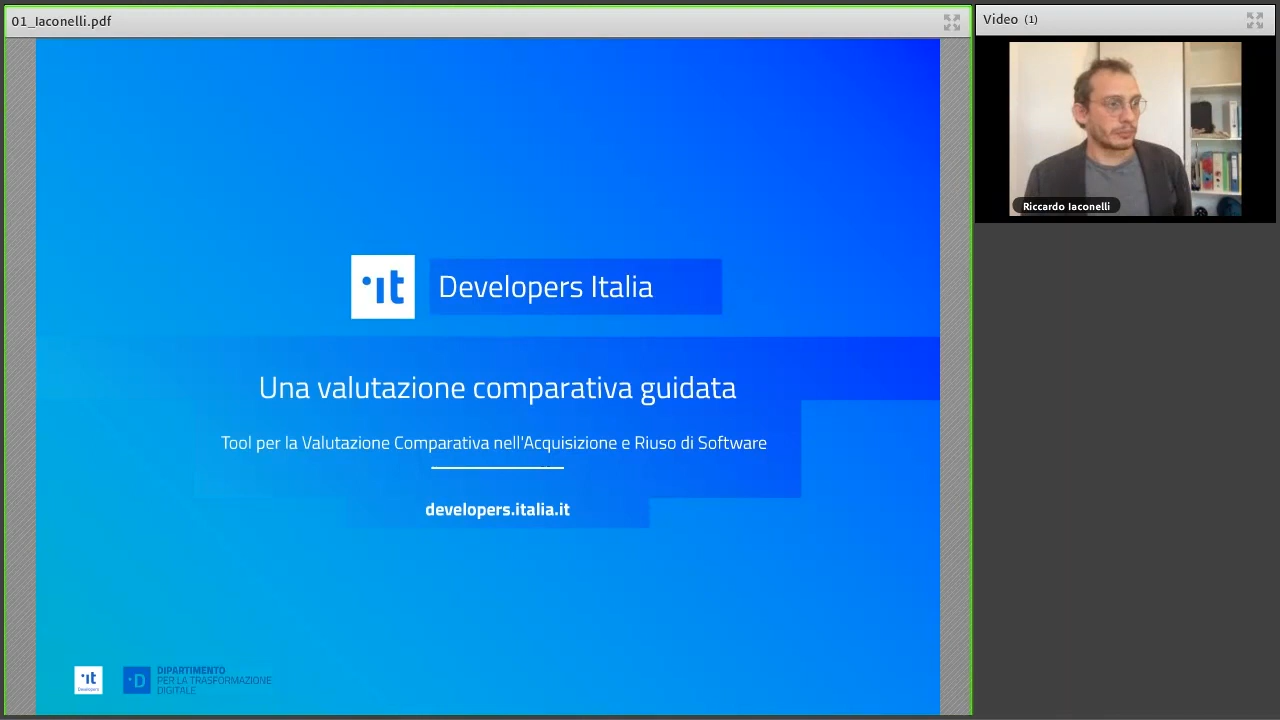 01_Iaconelli.pdf
Video (1)
Riccardo Iaconelli
·it Developers Italia
Una valutazione comparativa guidata
Tool per la Valutazione Comparativa nell'Acquisizione e Riuso di Software
developers.italia.it
·it
Developers
·D
DIPARTIMENTO
PER LA TRASFORMAZIONE
DIGITALE